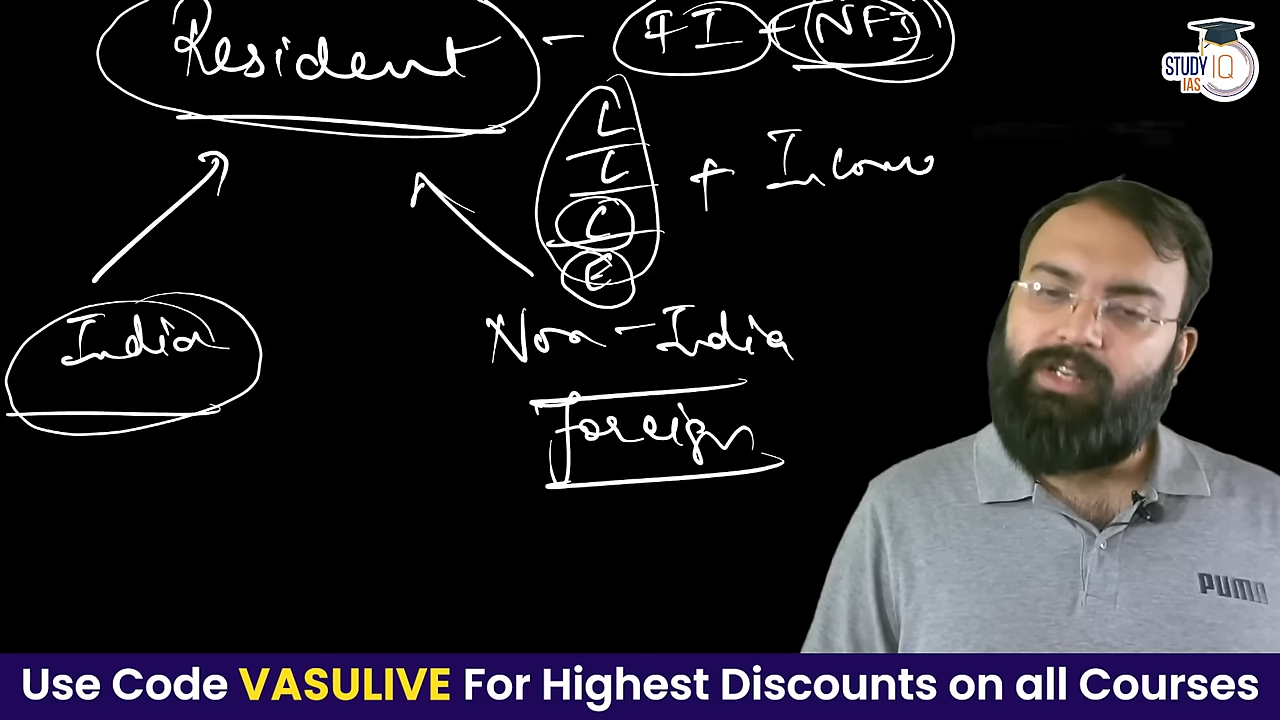 Resident - FI + NFI
STUDY IQ
IAS
L
L
C
E
+ Income
India
Non-India
Foreign
PUMA
Use Code VASULIVE For Highest Discounts on all Courses